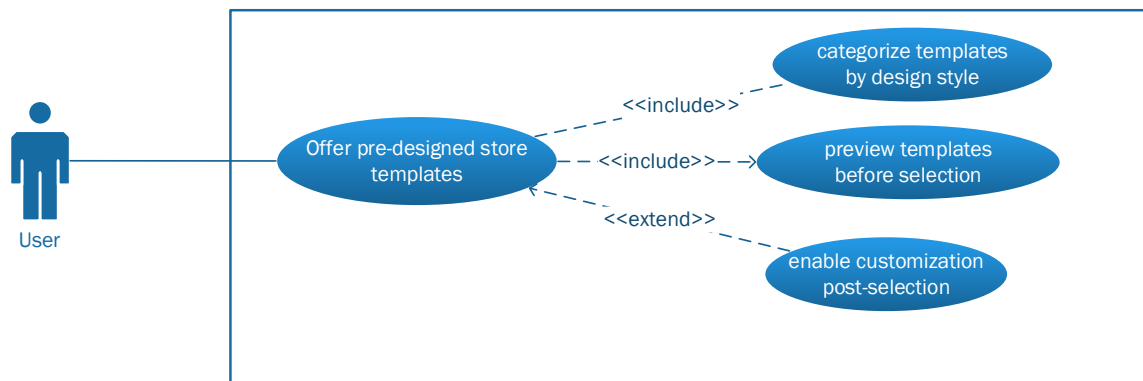 categorize templates
by design style
<<include>>
Offer pre-designed store
templates
<<include>>
preview templates
before selection
<<extend>>
User
enable customization
post-selection